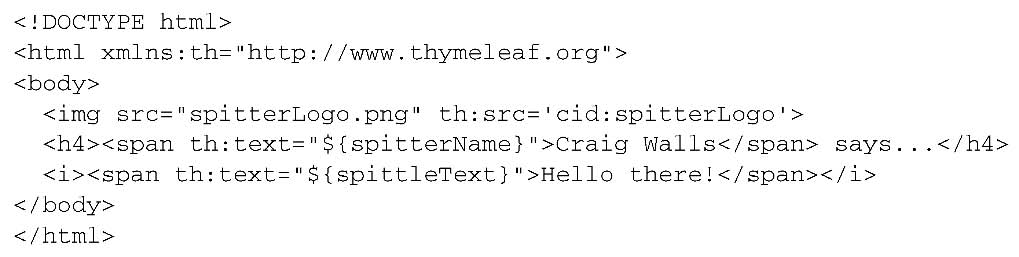 <!DOCTYPE html>
<html xmlns:th="http://www.thymeleaf.org">
<body>
<img src="spitterLogo.png" th:src='cid:spitterLogo'>
<h4><span th:text="${spitterName}">Craig Walls</span> says...</h4>
<i><span th:text="${spittleText}">Hello there!</span></i>
</body>
</html>